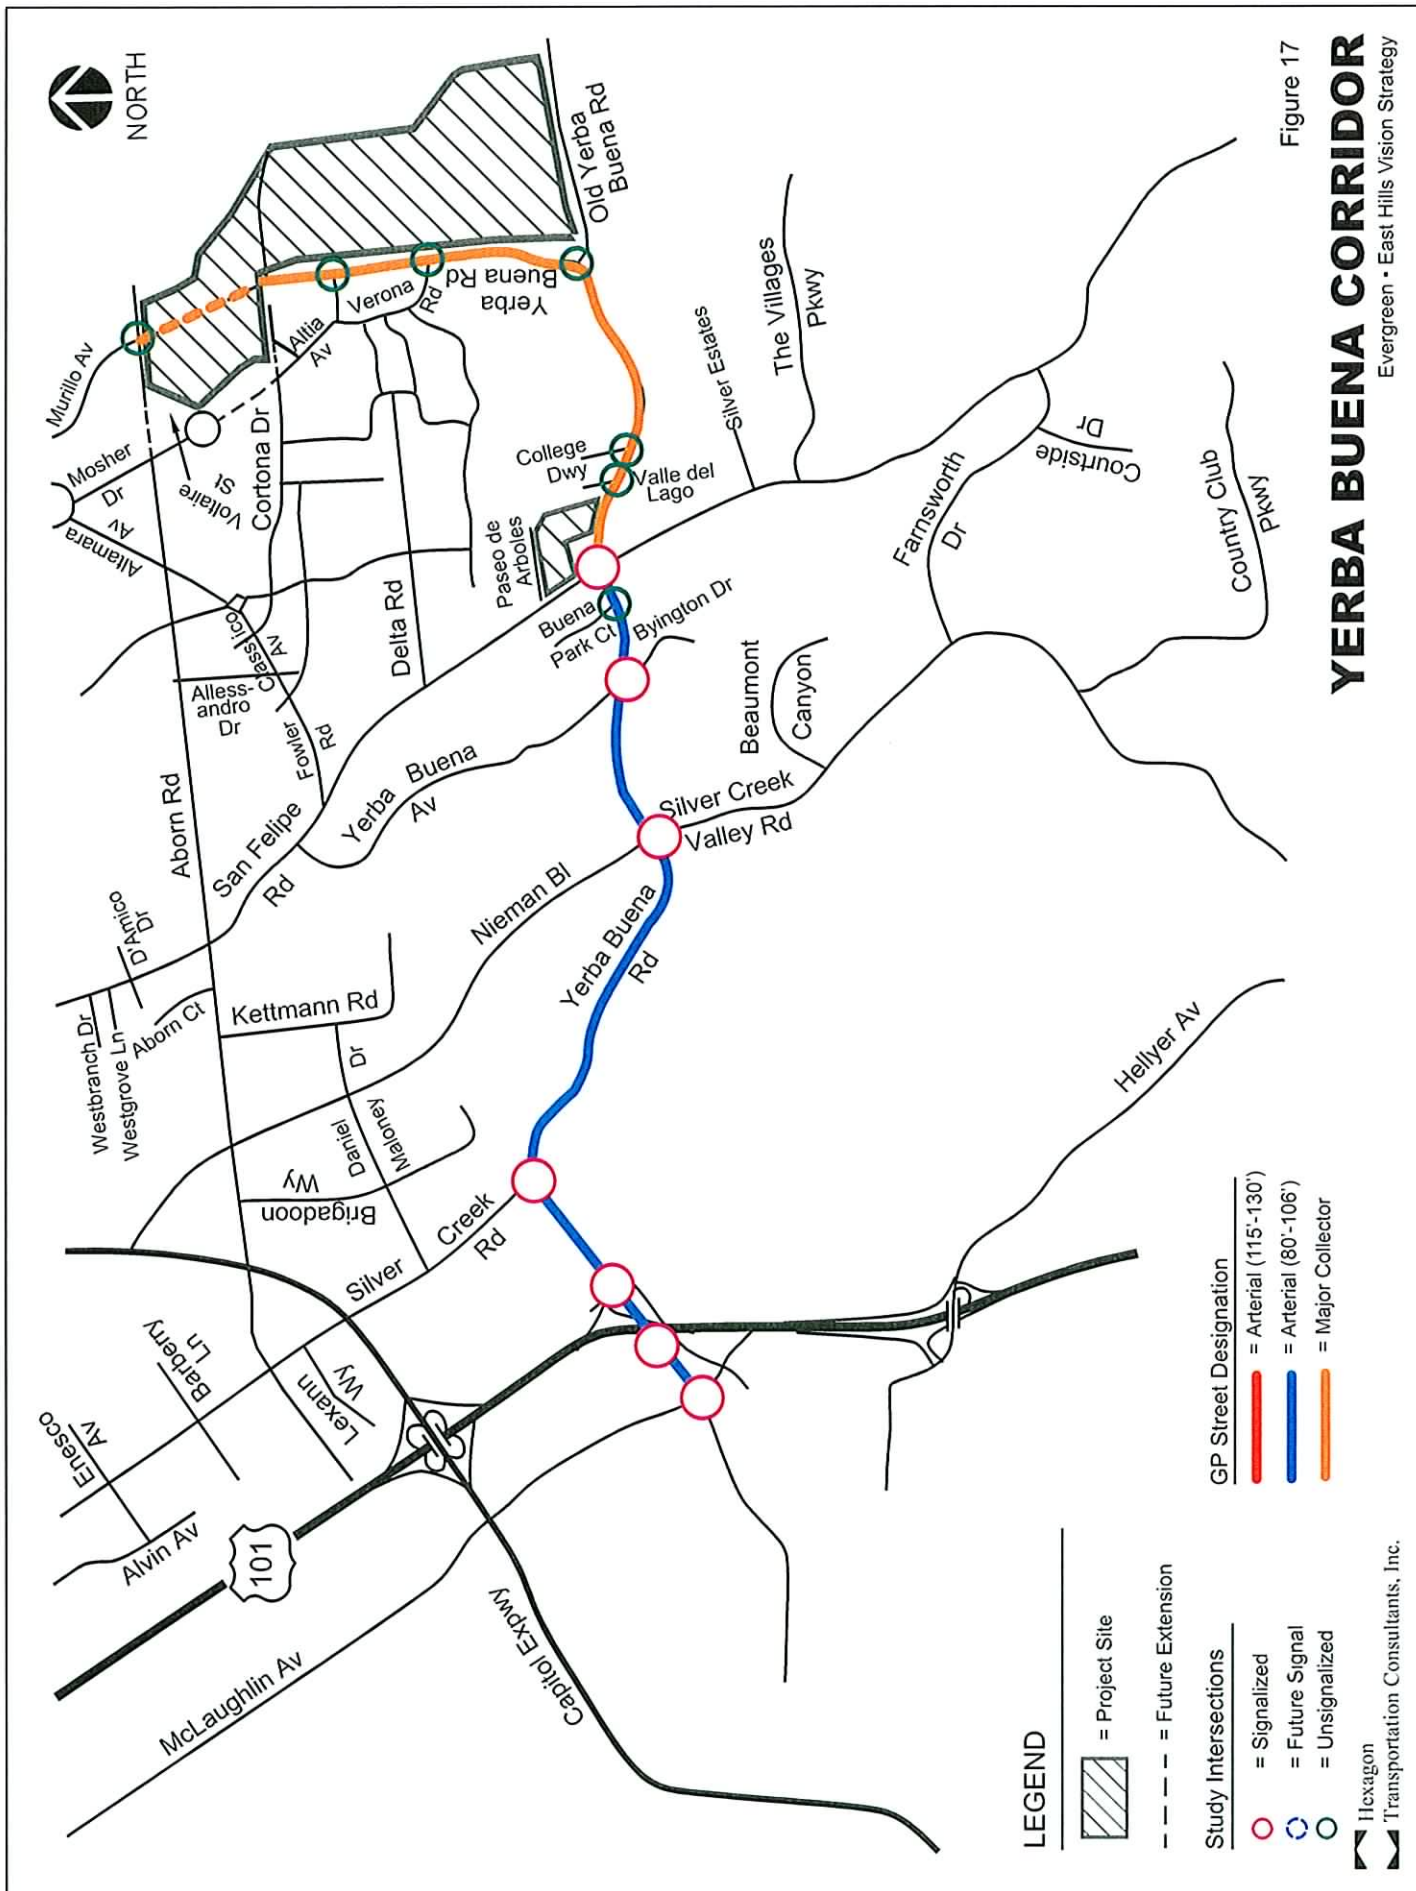 NORTH
Murillo Av
Mosher
Dr
Altamara
Av
Voltaire
St
Cortona Dr
Altia
Av
Verona
Rd
Yerba
Buena Rd
Old Yerba
Buena Rd
Classico
Av
Alless-
andro
Dr
Fowler
Rd
Delta Rd
Paseo de
Arboles
College
Dwy
Valle del
Lago
Silver Estates
The Villages
Pkwy
Buena
Park Ct
Byington Dr
Farnsworth
Dr
Courtside
Dr
Country Club
Pkwy
Beaumont
Canyon
Aborn Rd
San Felipe
Rd
Yerba Buena
Av
Silver Creek
Valley Rd
Nieman Bl
Yerba Buena
Rd
D'Amico
Dr
Westbranch Dr
Westgrove Ln
Aborn Ct
Kettmann Rd
Daniel
Maloney
Dr
Brigadoon
Wy
Silver Creek
Rd
Hellyer Av
Barberry
Ln
Lexann
Wy
Enesco
Av
Alvin Av
101
McLaughlin Av
Capitol Expwy
LEGEND
= Project Site
= Future Extension
Study Intersections
= Signalized
= Future Signal
= Unsignalized
GP Street Designation
= Arterial (115'-130')
= Arterial (80'-106')
= Major Collector
Hexagon
Transportation Consultants, Inc.
Figure 17
YERBA BUENA CORRIDOR
Evergreen • East Hills Vision Strategy